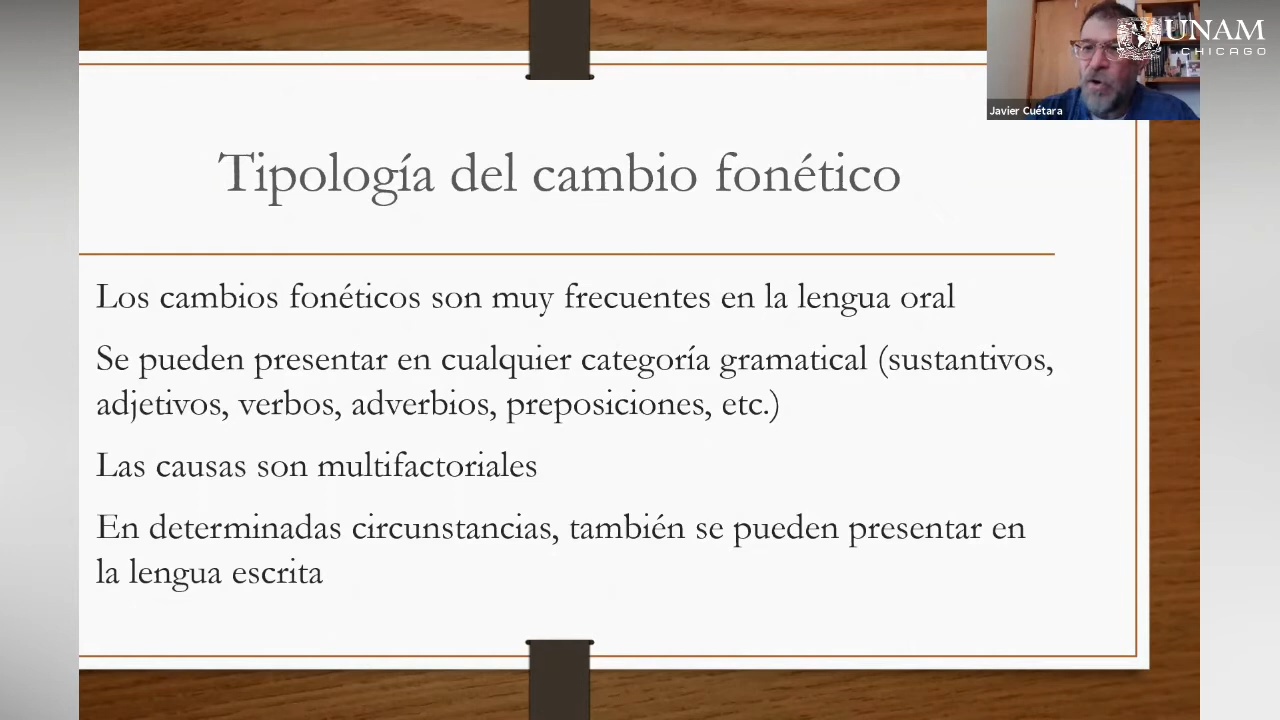 UNAM
CHICAGO
Javier Cuétara
Tipología del cambio fonético
Los cambios fonéticos son muy frecuentes en la lengua oral
Se pueden presentar en cualquier categoría gramatical (sustantivos,
adjetivos, verbos, adverbios, preposiciones, etc.)
Las causas son multifactoriales
En determinadas circunstancias, también se pueden presentar en
la lengua escrita